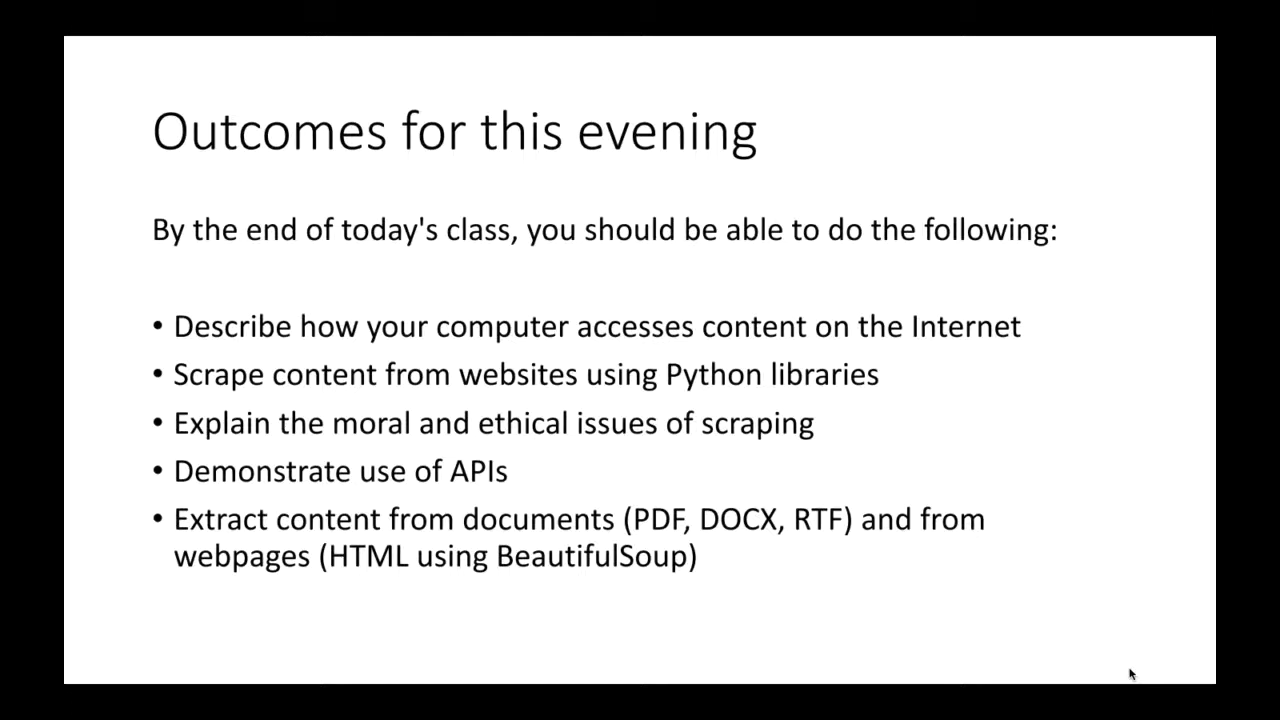 Outcomes for this evening
By the end of today's class, you should be able to do the following:
• Describe how your computer accesses content on the Internet
• Scrape content from websites using Python libraries
• Explain the moral and ethical issues of scraping
• Demonstrate use of APIs
• Extract content from documents (PDF, DOCX, RTF) and from
webpages (HTML using BeautifulSoup)